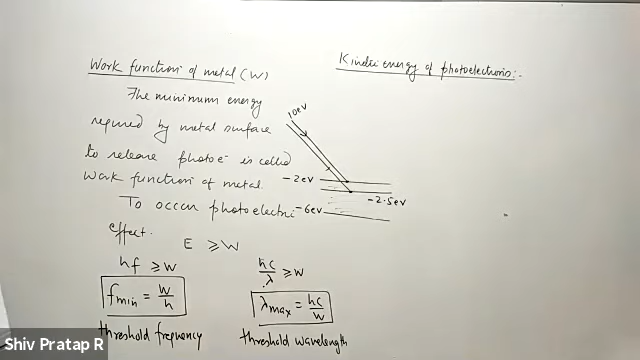 Work function of metal (W)
The minimum energy
required by metal surface
to release photo e⁻ is called
work function of metal.
To occur photoelectric
effect.
E ≥ W
hf ≥ W
fmin = W/h
threshold frequency
hc/λ ≥ W
λmax = hc/W
threshold wavelength
10eV
-2eV
-2.5eV
-6eV
Kinetic energy of photoelectrons:-
Shiv Pratap R